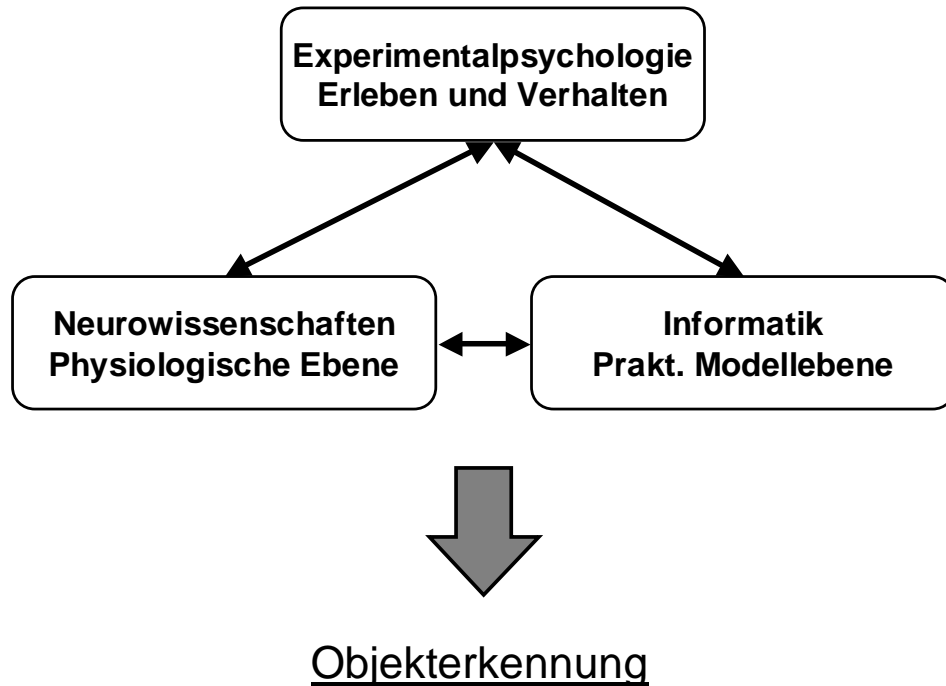 Experimentalpsychologie
Erleben und Verhalten
Neurowissenschaften
Physiologische Ebene
Informatik
Prakt. Modellebene
Objekterkennung